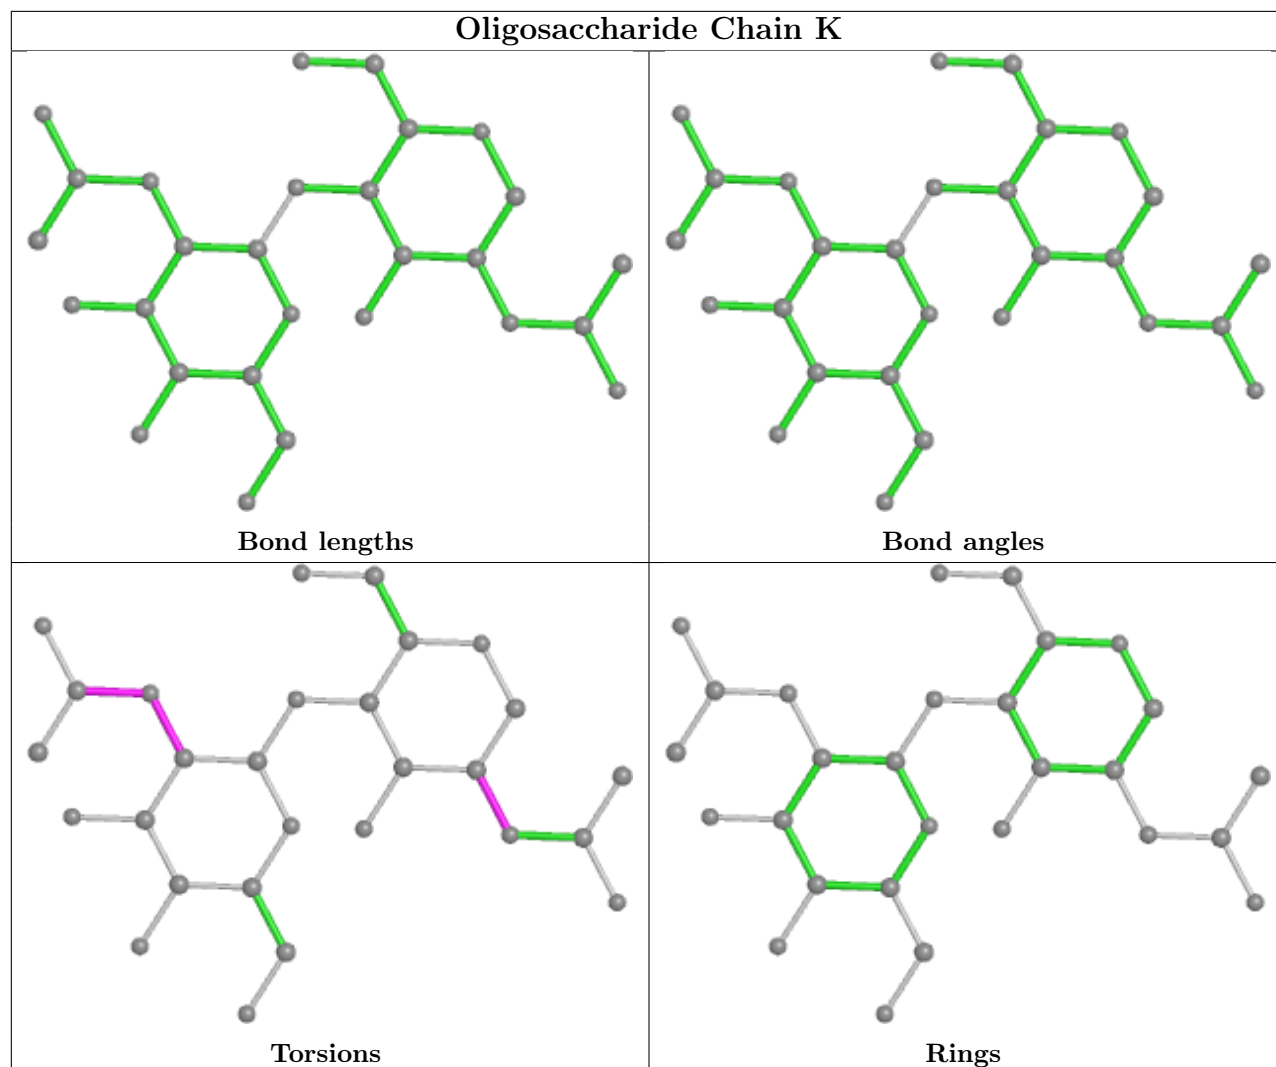 Oligosaccharide Chain K
Bond lengths
Bond angles
Torsions
Rings